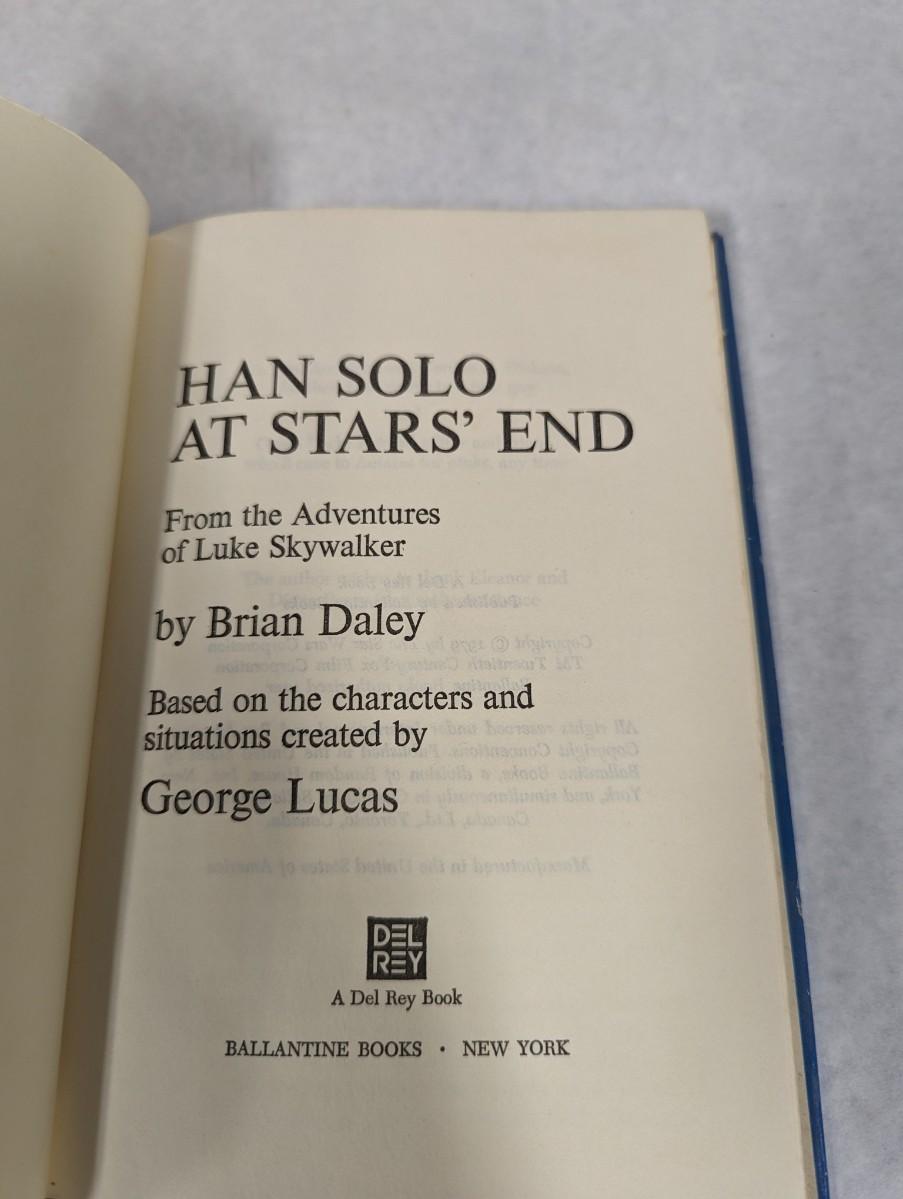 HAN SOLO
AT STARS' END
From the Adventures
of Luke Skywalker
by Brian Daley
Based on the characters and
situations created by
George Lucas
DEL
REY
A Del Rey Book
BALLANTINE BOOKS • NEW YORK